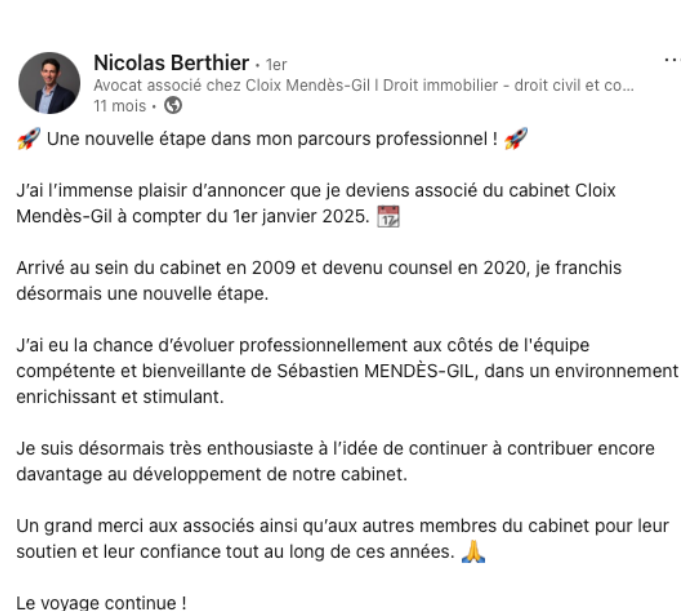 Nicolas Berthier · 1er
Avocat associé chez Cloix Mendès-Gil I Droit immobilier - droit civil et co...
11 mois ·
🚀 Une nouvelle étape dans mon parcours professionnel ! 🚀
J'ai l'immense plaisir d'annoncer que je deviens associé du cabinet Cloix
Mendès-Gil à compter du 1er janvier 2025. 📆
Arrivé au sein du cabinet en 2009 et devenu counsel en 2020, je franchis
désormais une nouvelle étape.
J'ai eu la chance d'évoluer professionnellement aux côtés de l'équipe
compétente et bienveillante de Sébastien MENDÈS-GIL, dans un environnement
enrichissant et stimulant.
Je suis désormais très enthousiaste à l'idée de continuer à contribuer encore
davantage au développement de notre cabinet.
Un grand merci aux associés ainsi qu'aux autres membres du cabinet pour leur
soutien et leur confiance tout au long de ces années. 🙏
Le voyage continue !